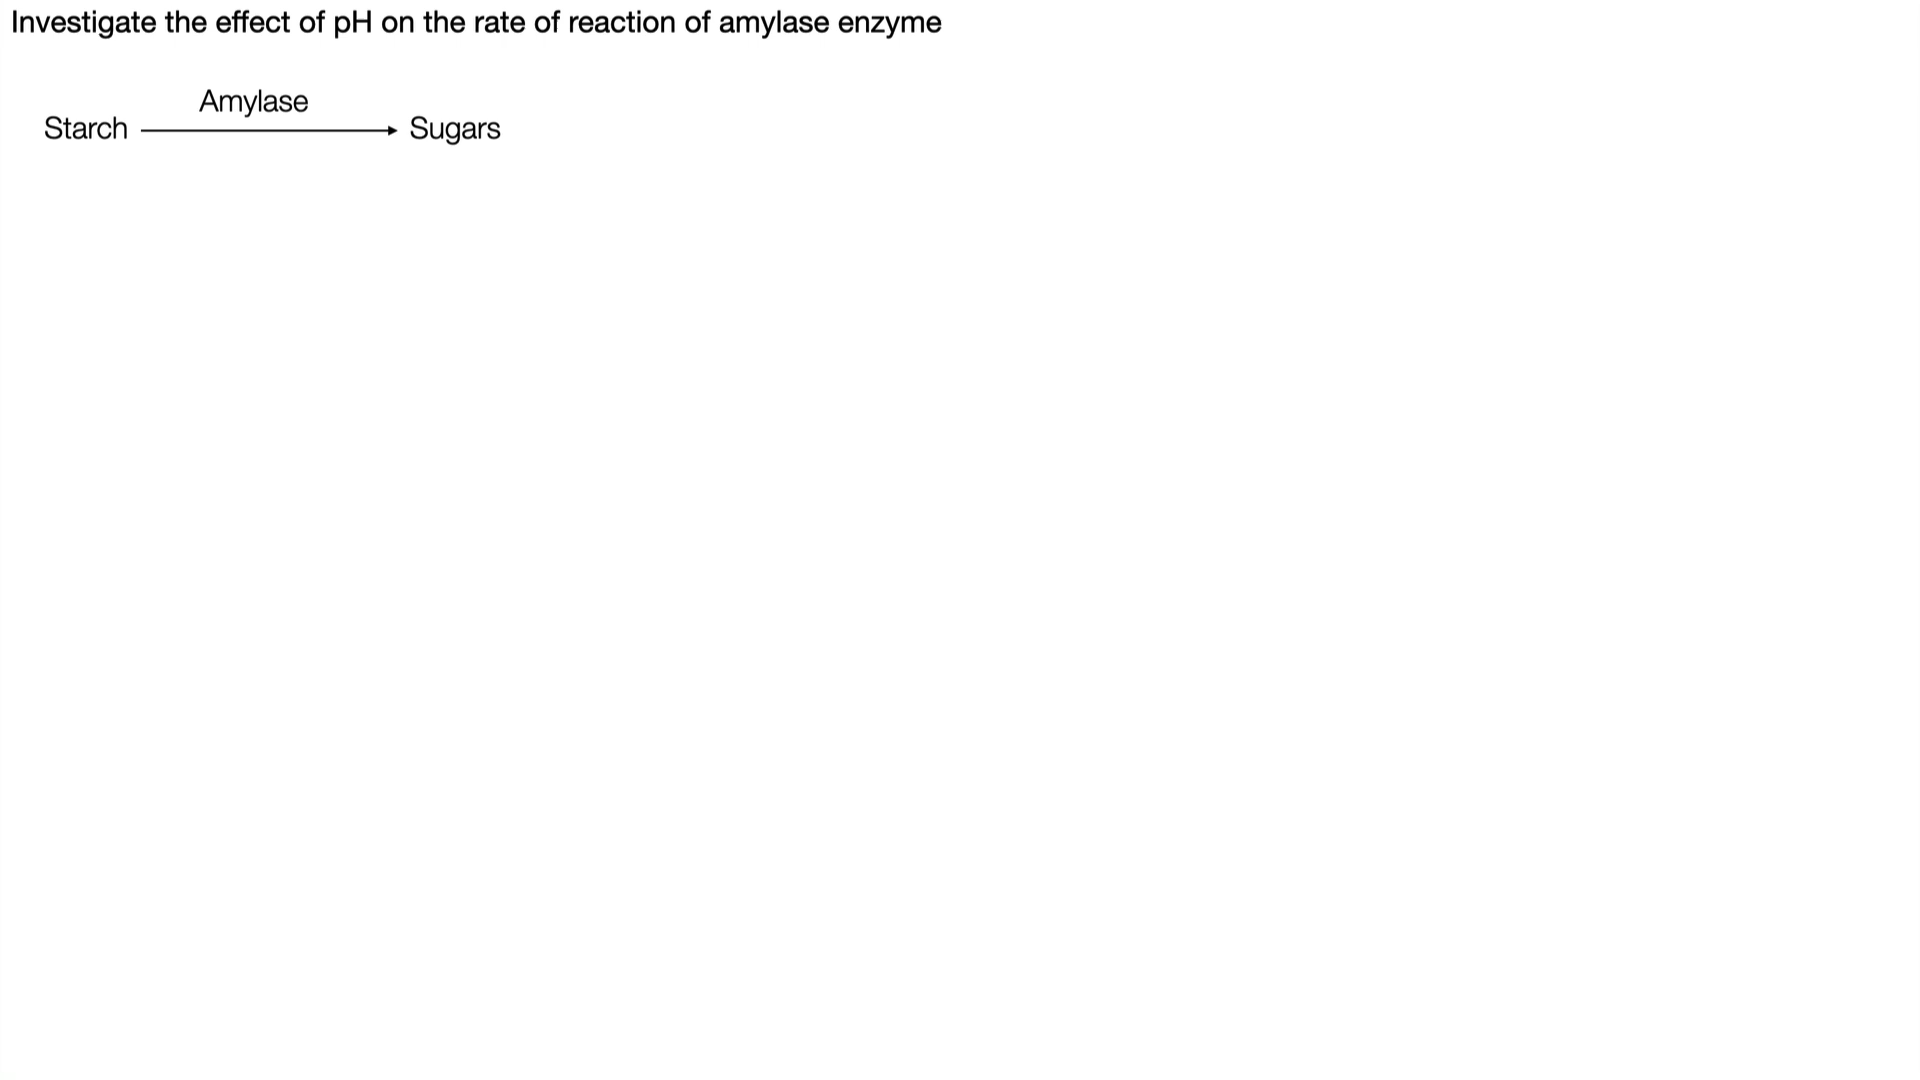 Investigate the effect of pH on the rate of reaction of amylase enzyme
Amylase
Starch Sugars